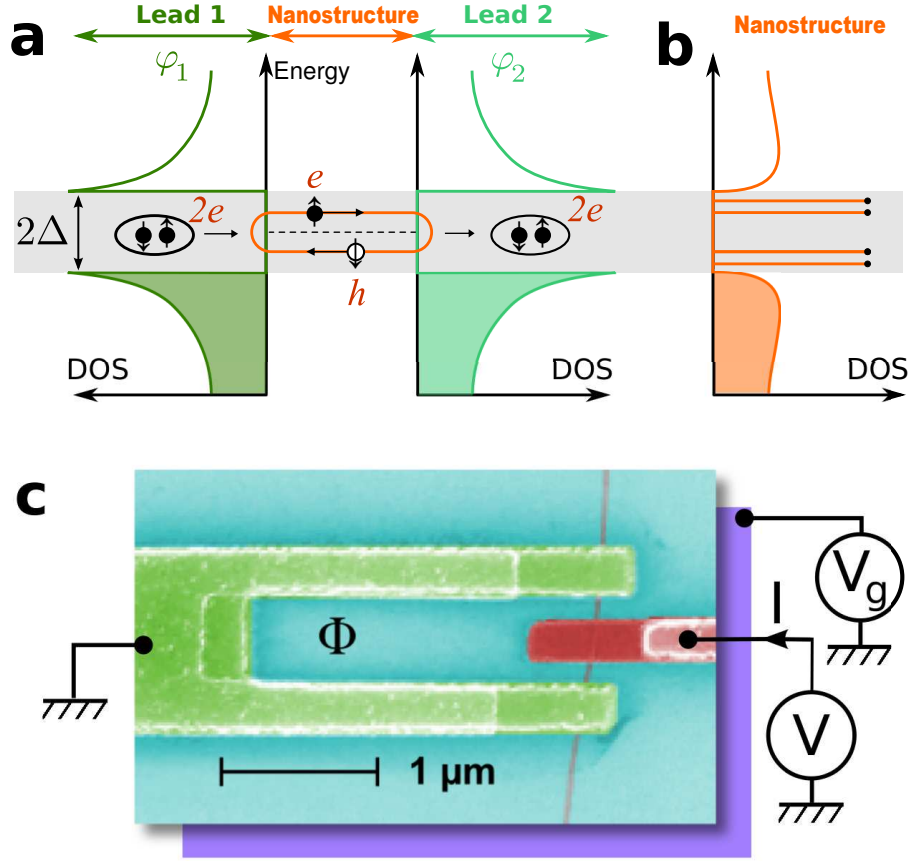 a
Lead 1
Nanostructure
Lead 2
φ₁
Energy
φ₂
e
2e
2e
2Δ
h
DOS
DOS
b
Nanostructure
DOS
c
Φ
1 μm
I
Vg
V